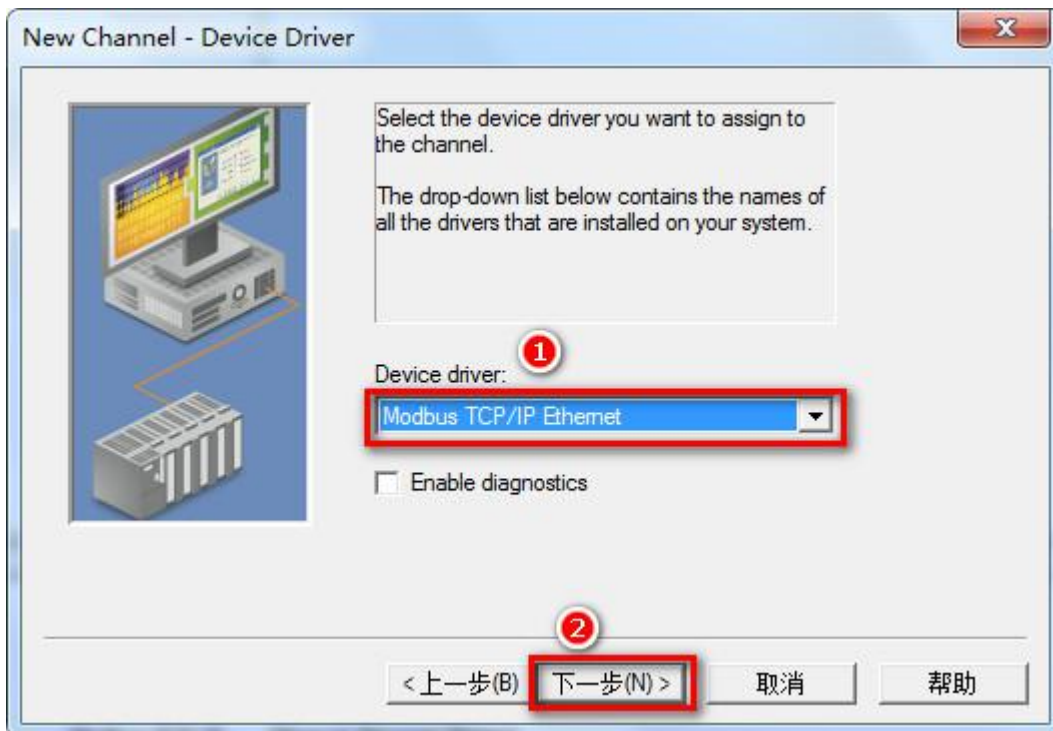 New Channel - Device Driver
Select the device driver you want to assign to
the channel.
The drop-down list below contains the names of
all the drivers that are installed on your system.
1
Device driver:
Modbus TCP/IP Ethernet
Enable diagnostics
2
<上一步(B) 下一步(N) > 取消 帮助